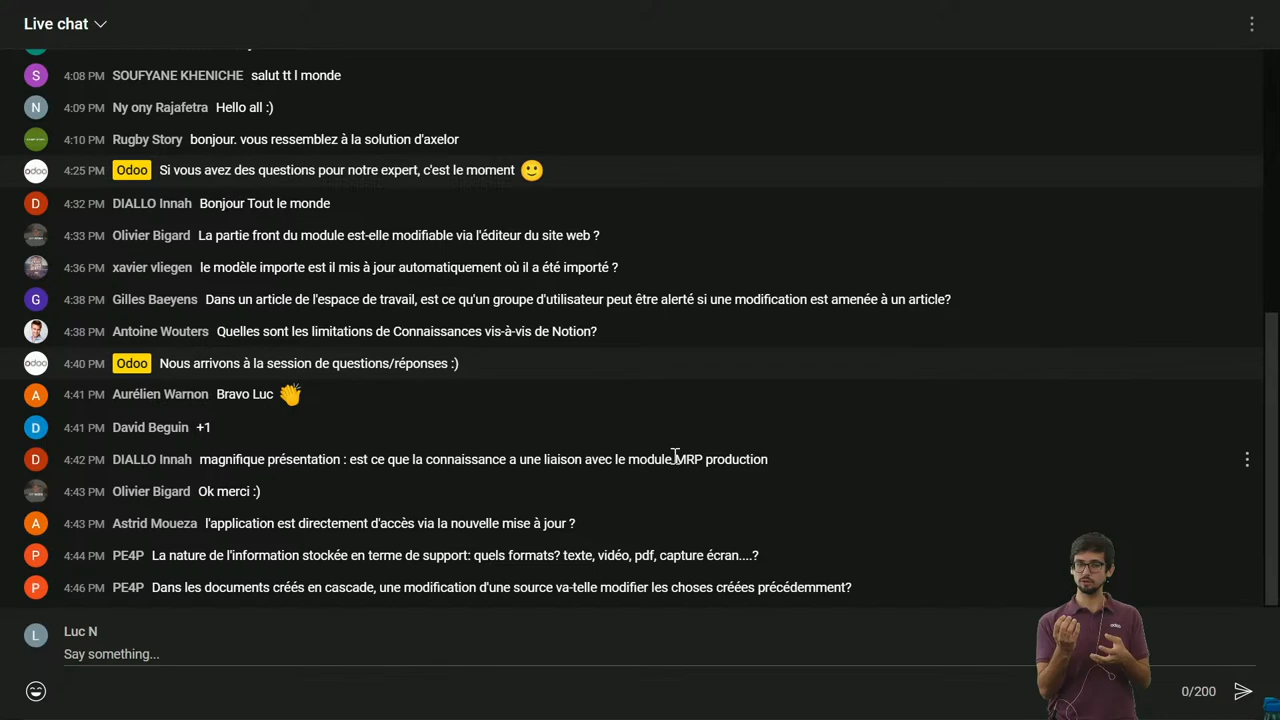 Live chat
S 4:08 PM SOUFYANE KHENICHE salut tt l monde
N 4:09 PM Ny ony Rajafetra Hello all :)
4:10 PM Rugby Story bonjour. vous ressemblez à la solution d'axelor
odoo 4:25 PM Odoo Si vous avez des questions pour notre expert, c'est le moment 🙂
D 4:32 PM DIALLO Innah Bonjour Tout le monde
4:33 PM Olivier Bigard La partie front du module est-elle modifiable via l'éditeur du site web ?
4:36 PM xavier vliegen le modèle importe est il mis à jour automatiquement où il a été importé ?
G 4:38 PM Gilles Baeyens Dans un article de l'espace de travail, est ce qu'un groupe d'utilisateur peut être alerté si une modification est amenée à un article?
4:38 PM Antoine Wouters Quelles sont les limitations de Connaissances vis-à-vis de Notion?
odoo 4:40 PM Odoo Nous arrivons à la session de questions/réponses :)
A 4:41 PM Aurélien Warnon Bravo Luc 👏
D 4:41 PM David Beguin +1
D 4:42 PM DIALLO Innah magnifique présentation : est ce que la connaissance a une liaison avec le module MRP production
4:43 PM Olivier Bigard Ok merci :)
A 4:43 PM Astrid Moueza l'application est directement d'accès via la nouvelle mise à jour ?
P 4:44 PM PE4P La nature de l'information stockée en terme de support: quels formats? texte, vidéo, pdf, capture écran....?
P 4:46 PM PE4P Dans les documents créés en cascade, une modification d'une source va-telle modifier les choses créées précédemment?
L Luc N
Say something...
0/200
odoo